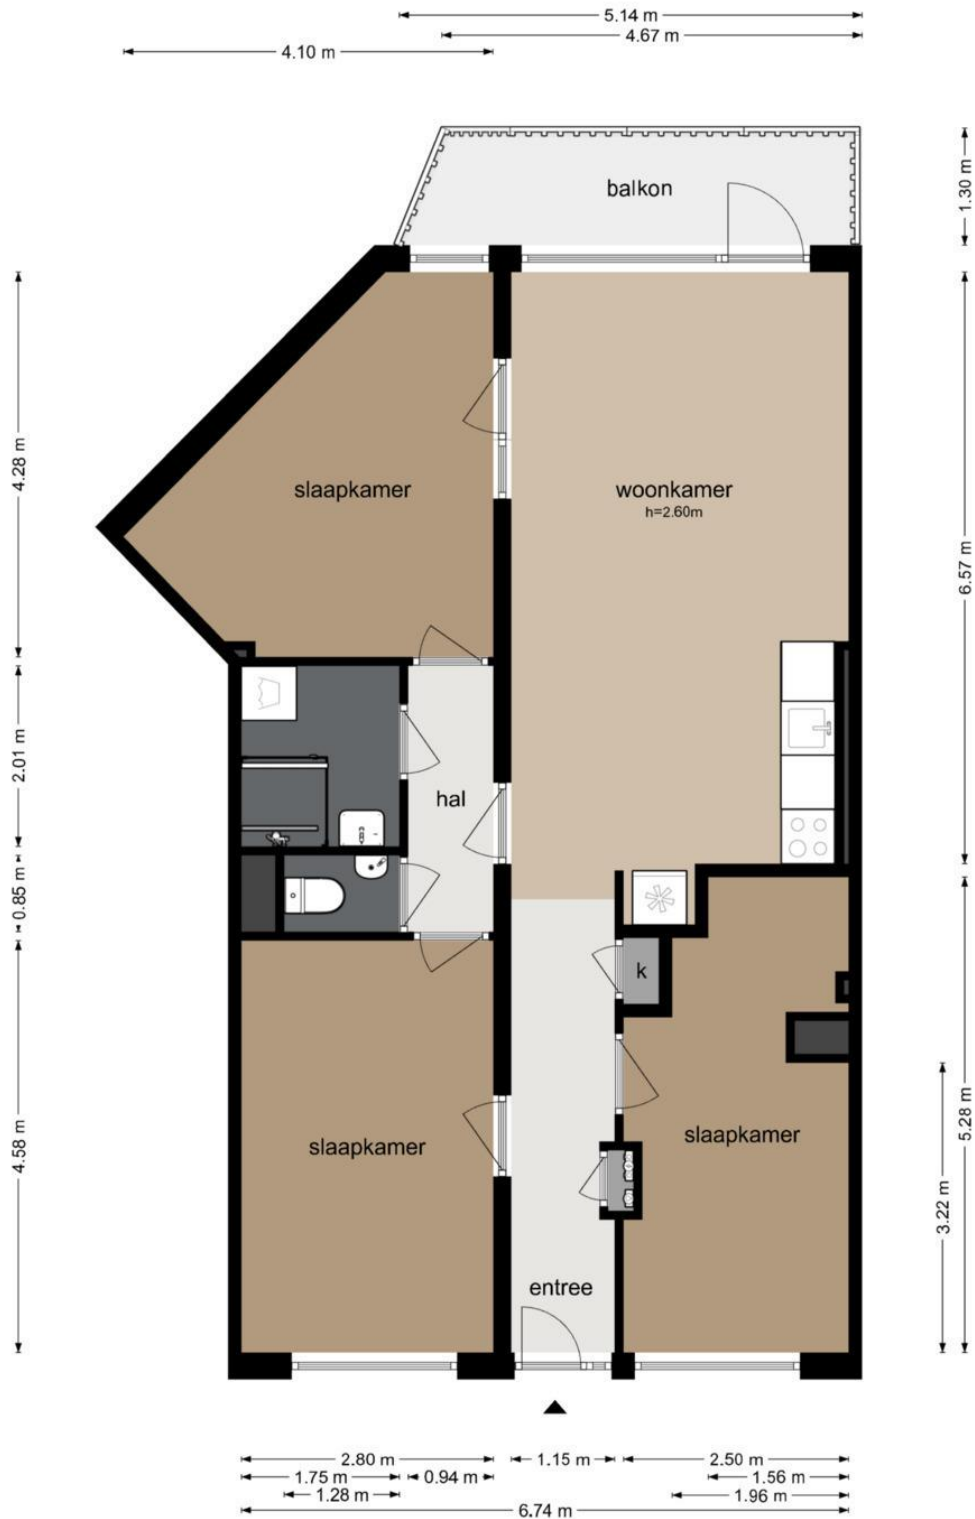 5.14 m
4.67 m
4.10 m
balkon
1.30 m
4.28 m
slaapkamer
woonkamer
h=2.60m
6.57 m
2.01 m
hal
0.85 m
k
4.58 m
slaapkamer
slaapkamer
5.28 m
3.22 m
entree
2.80 m
1.15 m
2.50 m
1.75 m
0.94 m
1.56 m
1.28 m
1.96 m
6.74 m